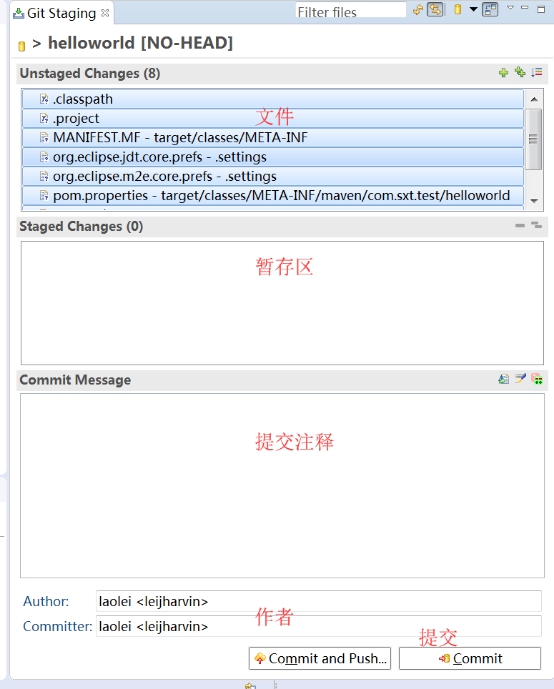 Git Staging
Filter files
> helloworld [NO-HEAD]
Unstaged Changes (8)
.classpath
.project
文件
MANIFEST.MF - target/classes/META-INF
org.eclipse.jdt.core.prefs - .settings
org.eclipse.m2e.core.prefs - .settings
pom.properties - target/classes/META-INF/maven/com.sxt.test/helloworld
Staged Changes (0)
暂存区
Commit Message
提交注释
Author: laolei <leijharvin>
作者
Committer: laolei <leijharvin>
提交
Commit and Push... Commit